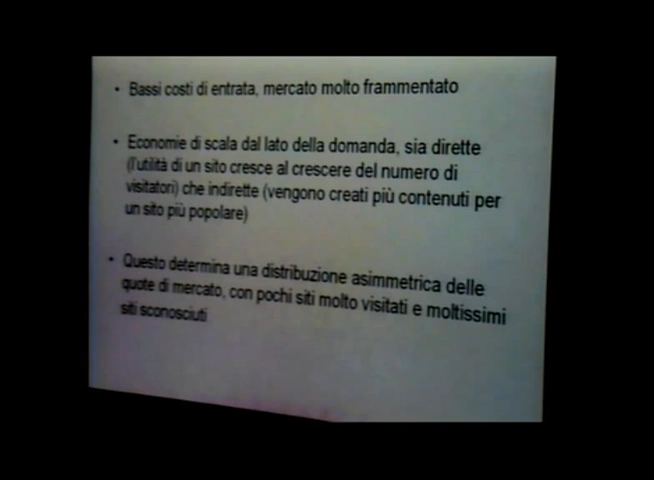 • Bassi costi di entrata, mercato molto frammentato
• Economie di scala dal lato della domanda, sia dirette
(l'utilità di un sito cresce al crescere del numero di
visitatori) che indirette (vengono creati più contenuti per
un sito più popolare)
• Questo determina una distribuzione asimmetrica delle
quote di mercato, con pochi siti molto visitati e moltissimi
siti sconosciuti